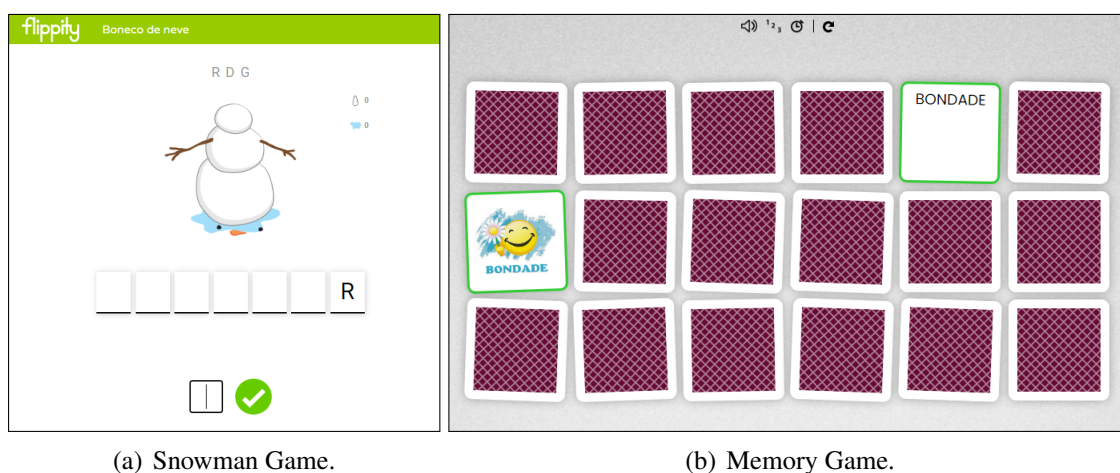 flippity Boneco de neve
R D G
0
0
R
1 2 3
BONDADE
BONDADE
(a) Snowman Game.
(b) Memory Game.